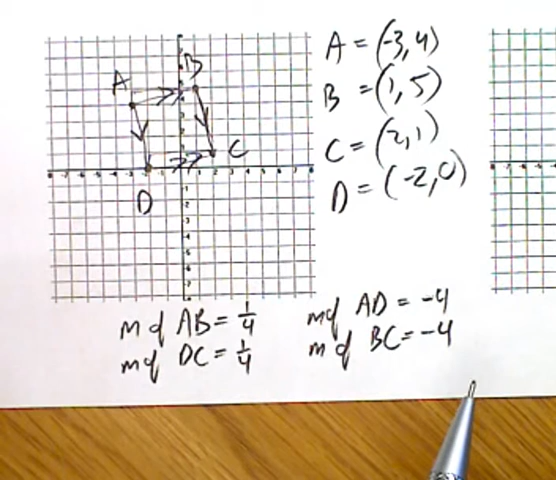 A
B
C
D
A = (-3, 4)
B = (1, 5)
C = (2, 1)
D = (-2, 0)
m of AB = 1/4
m of DC = 1/4
m of AD = -4
m of BC = -4